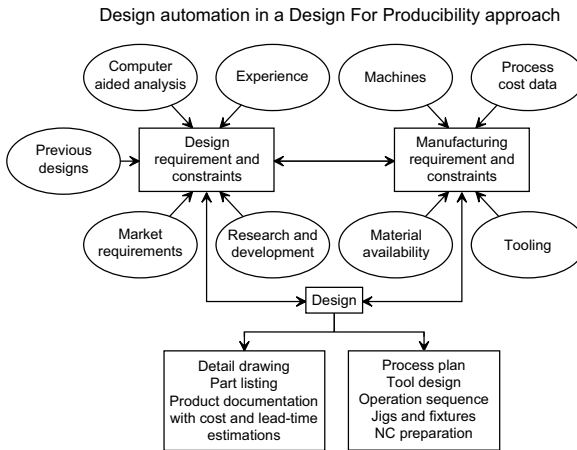 Design automation in a Design For Producibility approach
Computer
aided analysis
Experience
Machines
Process
cost data
Previous
designs
Design
requirement and
constraints
Manufacturing
requirement and
constraints
Market
requirements
Research and
development
Material
availability
Tooling
Design
Detail drawing
Part listing
Product documentation
with cost and lead-time
estimations
Process plan
Tool design
Operation sequence
Jigs and fixtures
NC preparation